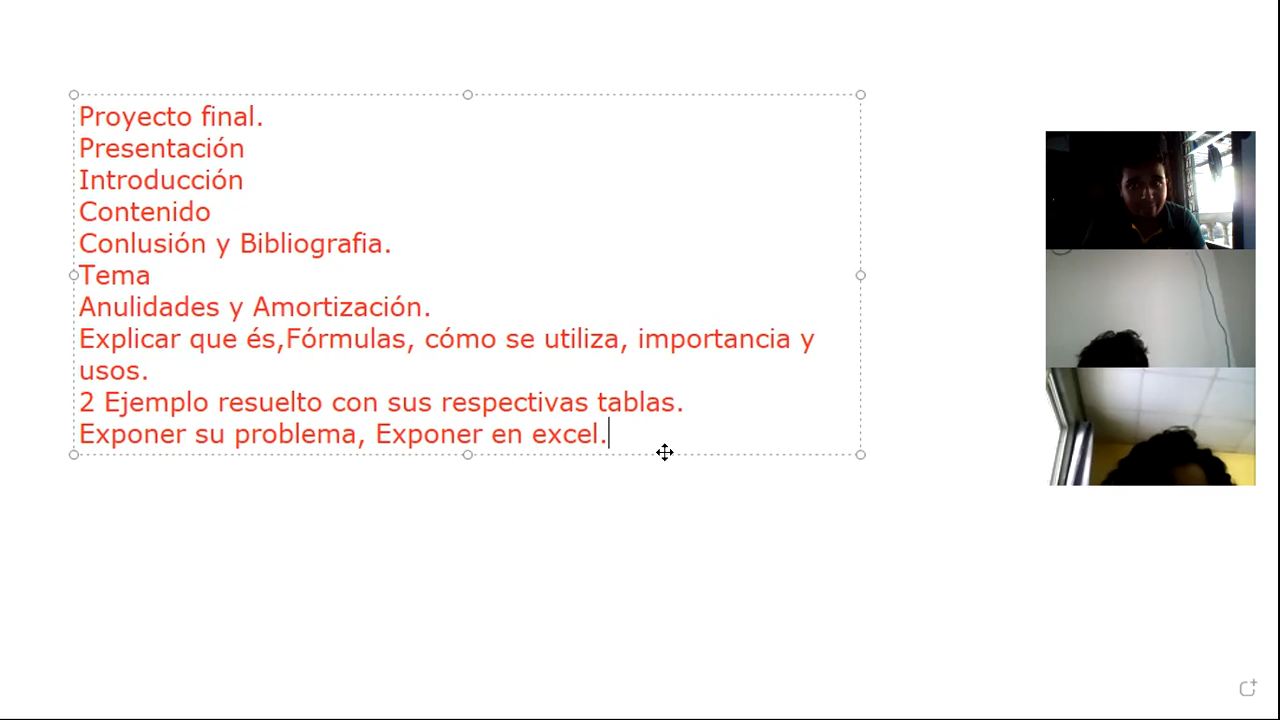 Proyecto final.
Presentación
Introducción
Contenido
Conlusión y Bibliografia.
Tema
Anulidades y Amortización.
Explicar que és,Fórmulas, cómo se utiliza, importancia y
usos.
2 Ejemplo resuelto con sus respectivas tablas.
Exponer su problema, Exponer en excel.